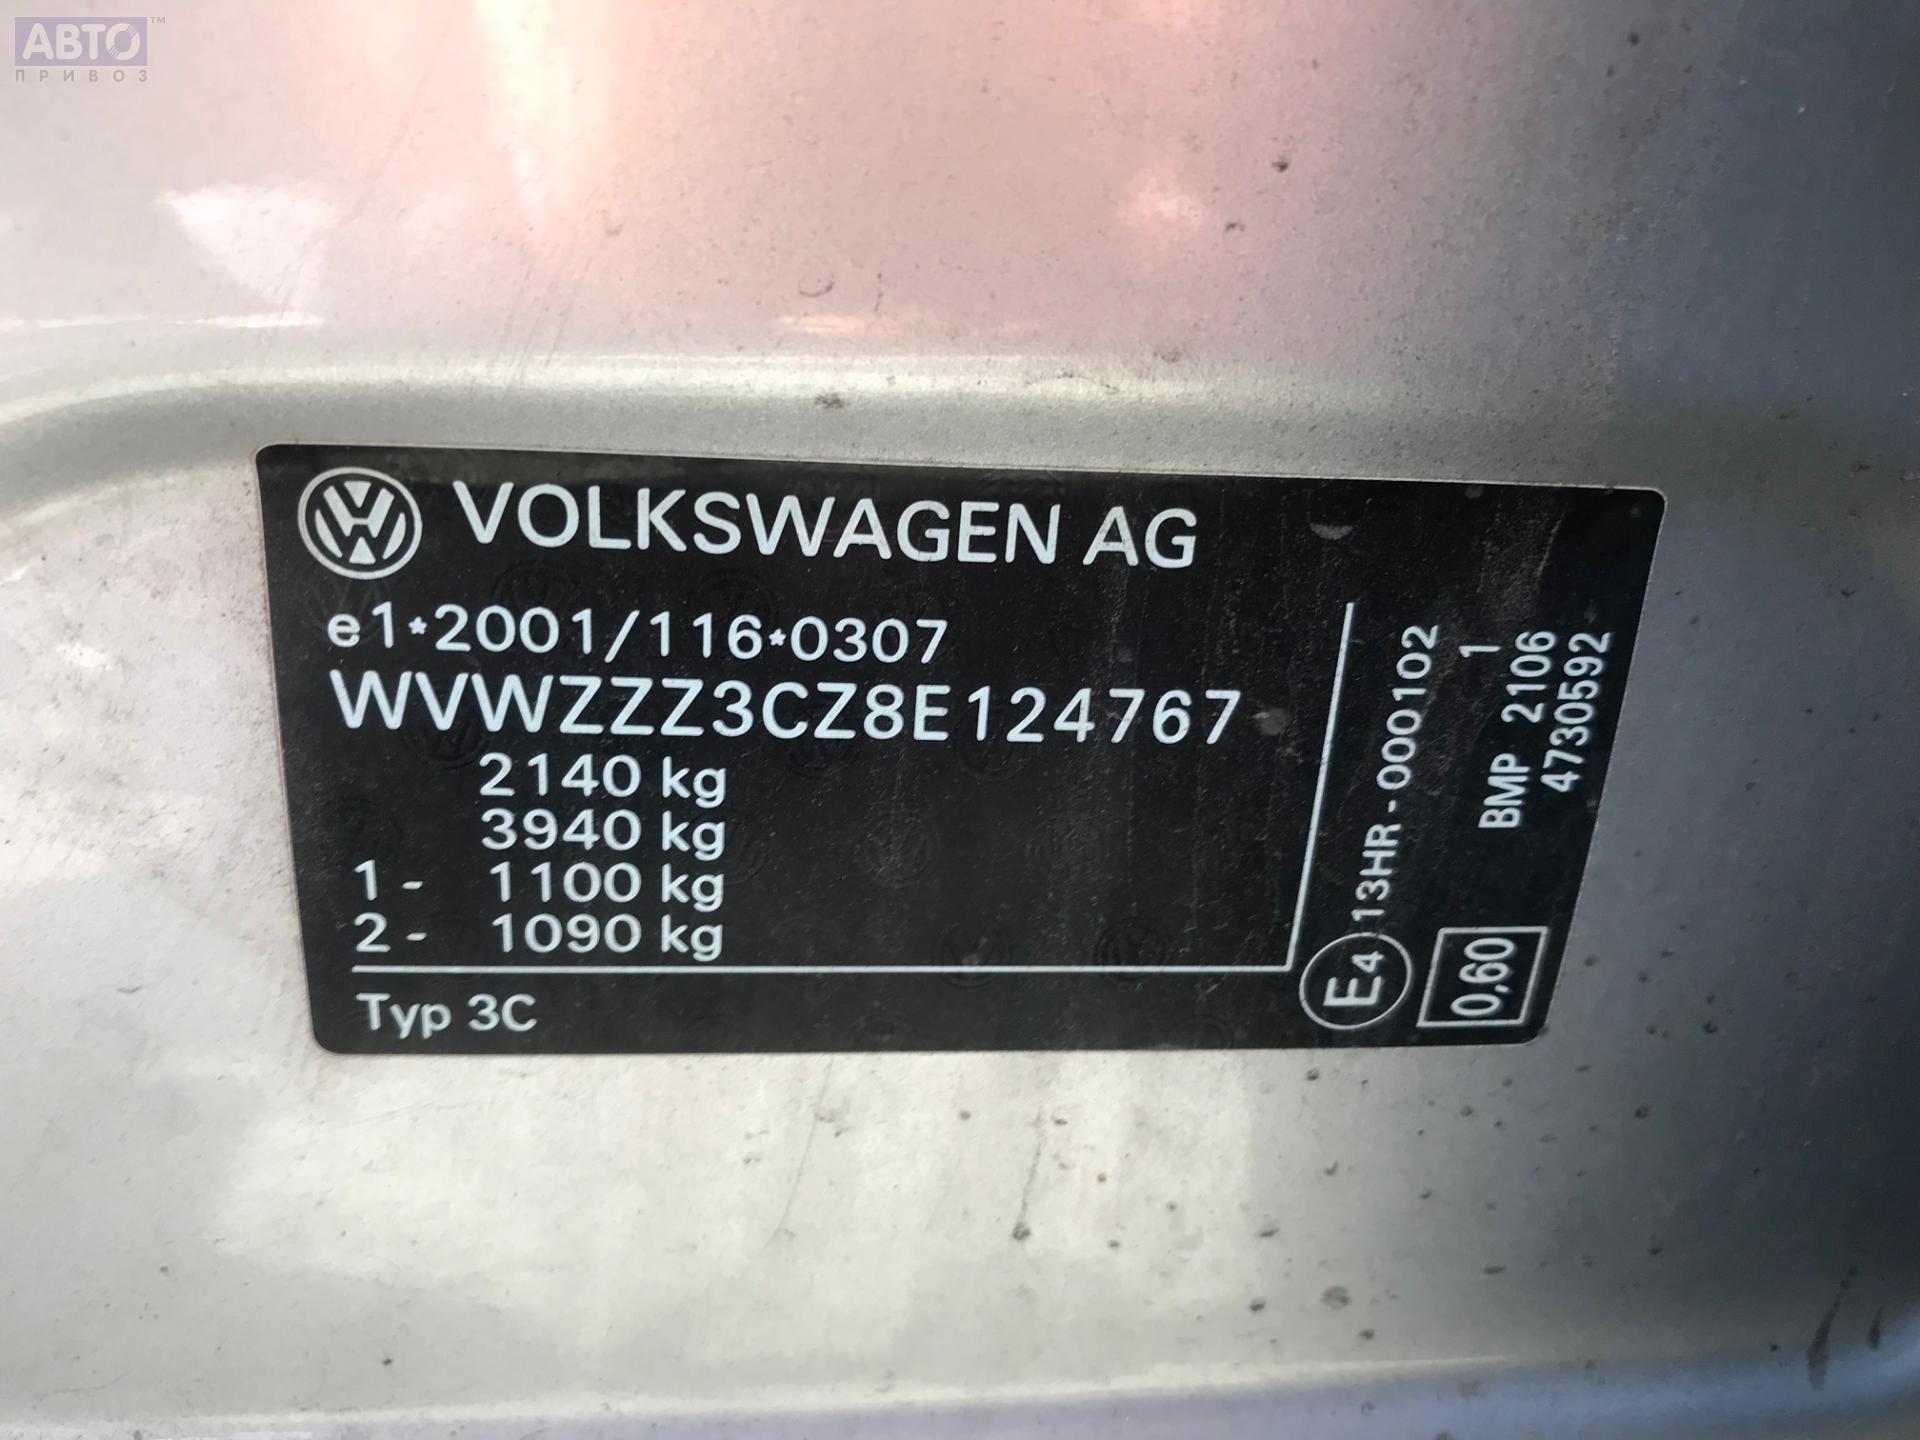 АВТО™
ПРИВОЗ
VOLKSWAGEN AG
e1*2001/116*0307
WVWZZZ3CZ8E124767
2140 kg
3940 kg
1 - 1100 kg
2 - 1090 kg
Typ 3C
E4 13HR-000102
1
BMP 2106
4730592
0,60